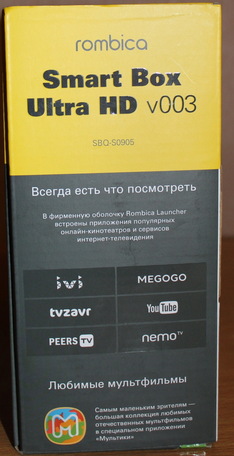 rombica
Smart Box
Ultra HD v003
SBQ-S0905
Всегда есть что посмотреть
В фирменную оболочку Rombica Launcher
встроены приложения популярных
онлайн-кинотеатров и сервисов
интернет-телевидения
ivi
MEGOGO
tvzavr
YouTube
PEERS TV
nemo TV
Любимые мультфильмы
Самым маленьким зрителям —
большая коллекция любимых
отечественных мультфильмов
в специальном приложении
«Мультики»